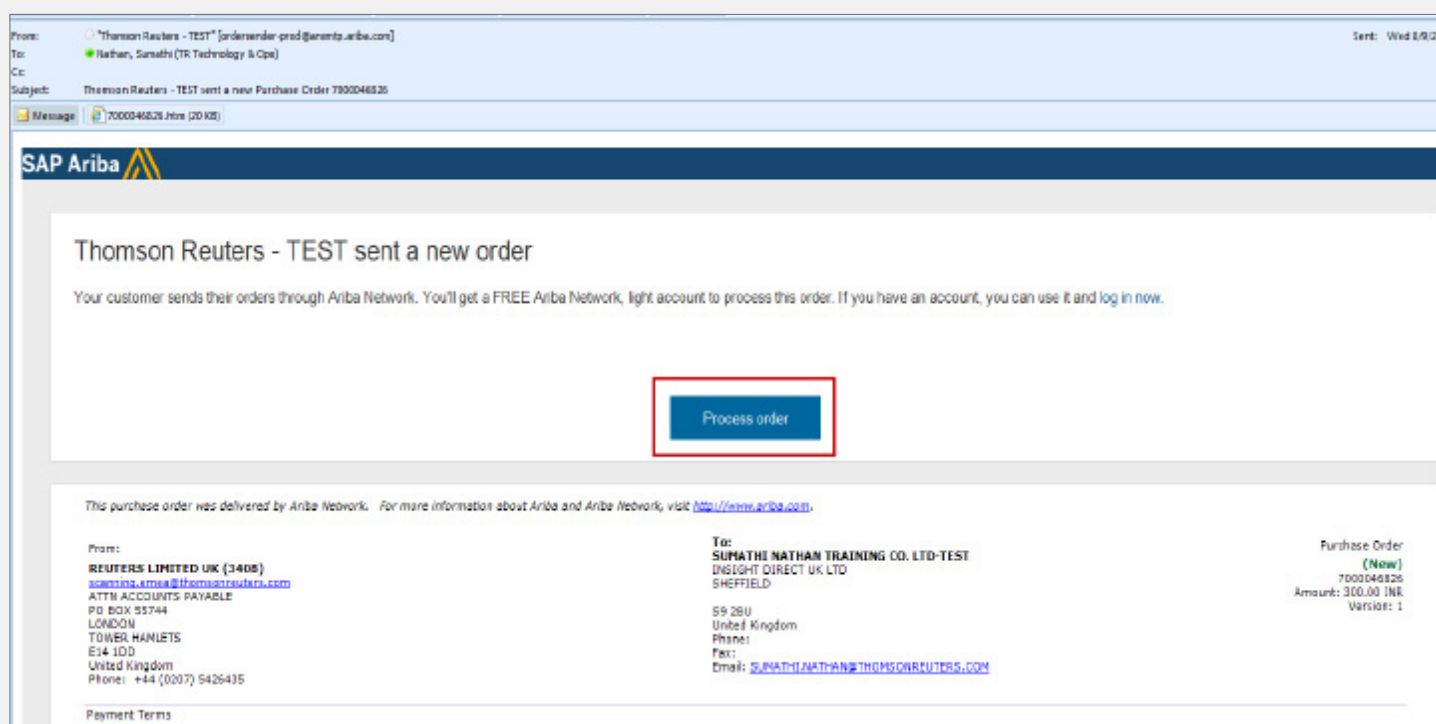 From: "Thomson Reuters - TEST" [ordersender-prod@ansmtp.ariba.com] Sent: Wed 8/9/2
To: Nathan, Sumathi (TR Technology & Ops)
Cc:
Subject: Thomson Reuters - TEST sent a new Purchase Order 7000046826
Message 7000046826.htm (20 KB)
SAP Ariba
Thomson Reuters - TEST sent a new order
Your customer sends their orders through Ariba Network. You'll get a FREE Ariba Network, light account to process this order. If you have an account, you can use it and log in now.
Process order
This purchase order was delivered by Ariba Network. For more information about Ariba and Ariba Network, visit http://www.ariba.com.
From:
REUTERS LIMITED UK (3408)
scanning.emea@thomsonreuters.com
ATTN ACCOUNTS PAYABLE
PO BOX 55744
LONDON
TOWER HAMLETS
E14 1DD
United Kingdom
Phone: +44 (0207) 5426435
To:
SUMATHI NATHAN TRAINING CO. LTD-TEST
INSIGHT DIRECT UK LTD
SHEFFIELD
S9 2BU
United Kingdom
Phone:
Fax:
Email: SUMATHI.NATHAN@THOMSONREUTERS.COM
Purchase Order
(New)
7000046826
Amount: 300.00 INR
Version: 1
Payment Terms